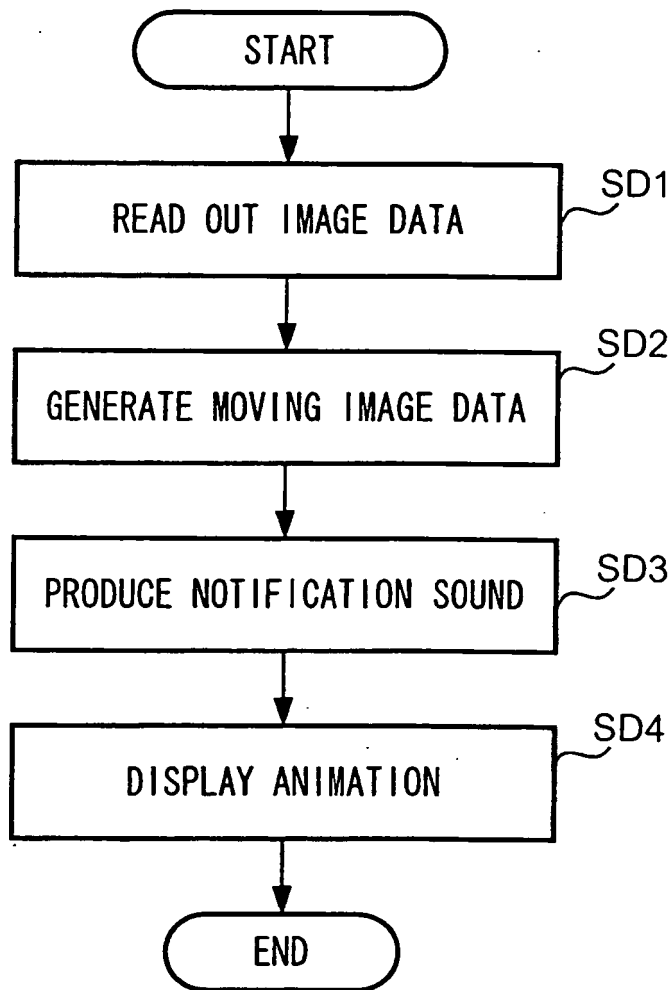 START
READ OUT IMAGE DATA
SD1
GENERATE MOVING IMAGE DATA
SD2
PRODUCE NOTIFICATION SOUND
SD3
DISPLAY ANIMATION
SD4
END